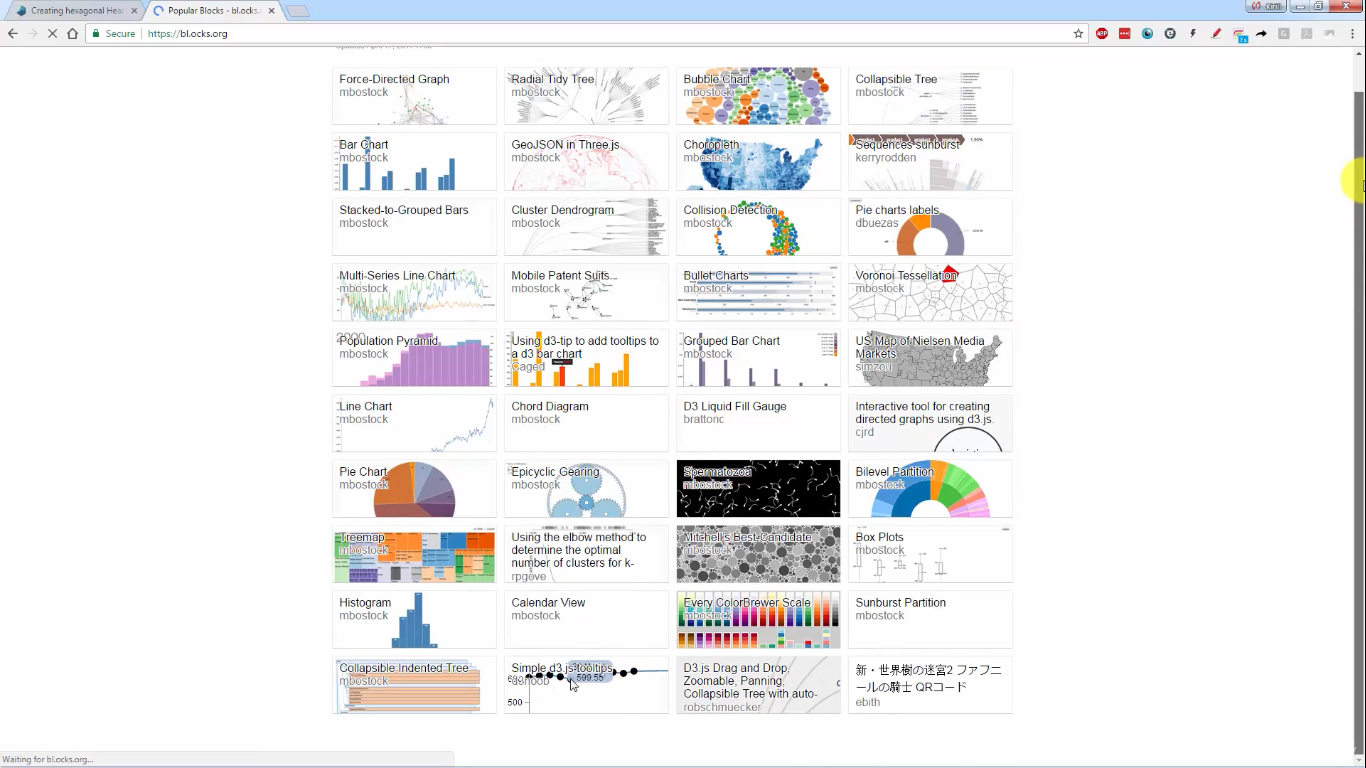 Creating hexagonal Hea
Popular Blocks - bl.ocks.
Secure
https://bl.ocks.org
Force-Directed Graph
mbostock
Radial Tidy Tree
mbostock
Bubble Chart
mbostock
Collapsible Tree
mbostock
Bar Chart
mbostock
GeoJSON in Three.js
mbostock
Choropleth
mbostock
Sequences sunburst
kerryrodden
Stacked-to-Grouped Bars
mbostock
Cluster Dendrogram
mbostock
Collision Detection
mbostock
Pie charts labels
dbuezas
Multi-Series Line Chart
mbostock
Mobile Patent Suits
mbostock
Bullet Charts
mbostock
Voronoi Tessellation
mbostock
2000
Population Pyramid
mbostock
Using d3-tip to add tooltips to
a d3 bar chart
Caged
Grouped Bar Chart
mbostock
US Map of Nielsen Media
Markets
simzou
Line Chart
mbostock
Chord Diagram
mbostock
D3 Liquid Fill Gauge
brattonc
Interactive tool for creating
directed graphs using d3.js.
cjrd
Pie Chart
mbostock
Epicyclic Gearing
mbostock
Spermatozoa
mbostock
Bilevel Partition
mbostock
Treemap
mbostock
Using the elbow method to
determine the optimal
number of clusters for k-
rpgove
Mitchell's Best-Candidate
mbostock
Box Plots
mbostock
Histogram
mbostock
Calendar View
mbostock
Every ColorBrewer Scale
mbostock
Sunburst Partition
mbostock
Collapsible Indented Tree
mbostock
Simple d3.js tooltips
599.55
500
D3.js Drag and Drop,
Zoomable, Panning,
Collapsible Tree with auto-
robschmuecker
新・世界樹の迷宮2 ファフニ
ールの騎士 QRコード
ebith
Waiting for bl.ocks.org...